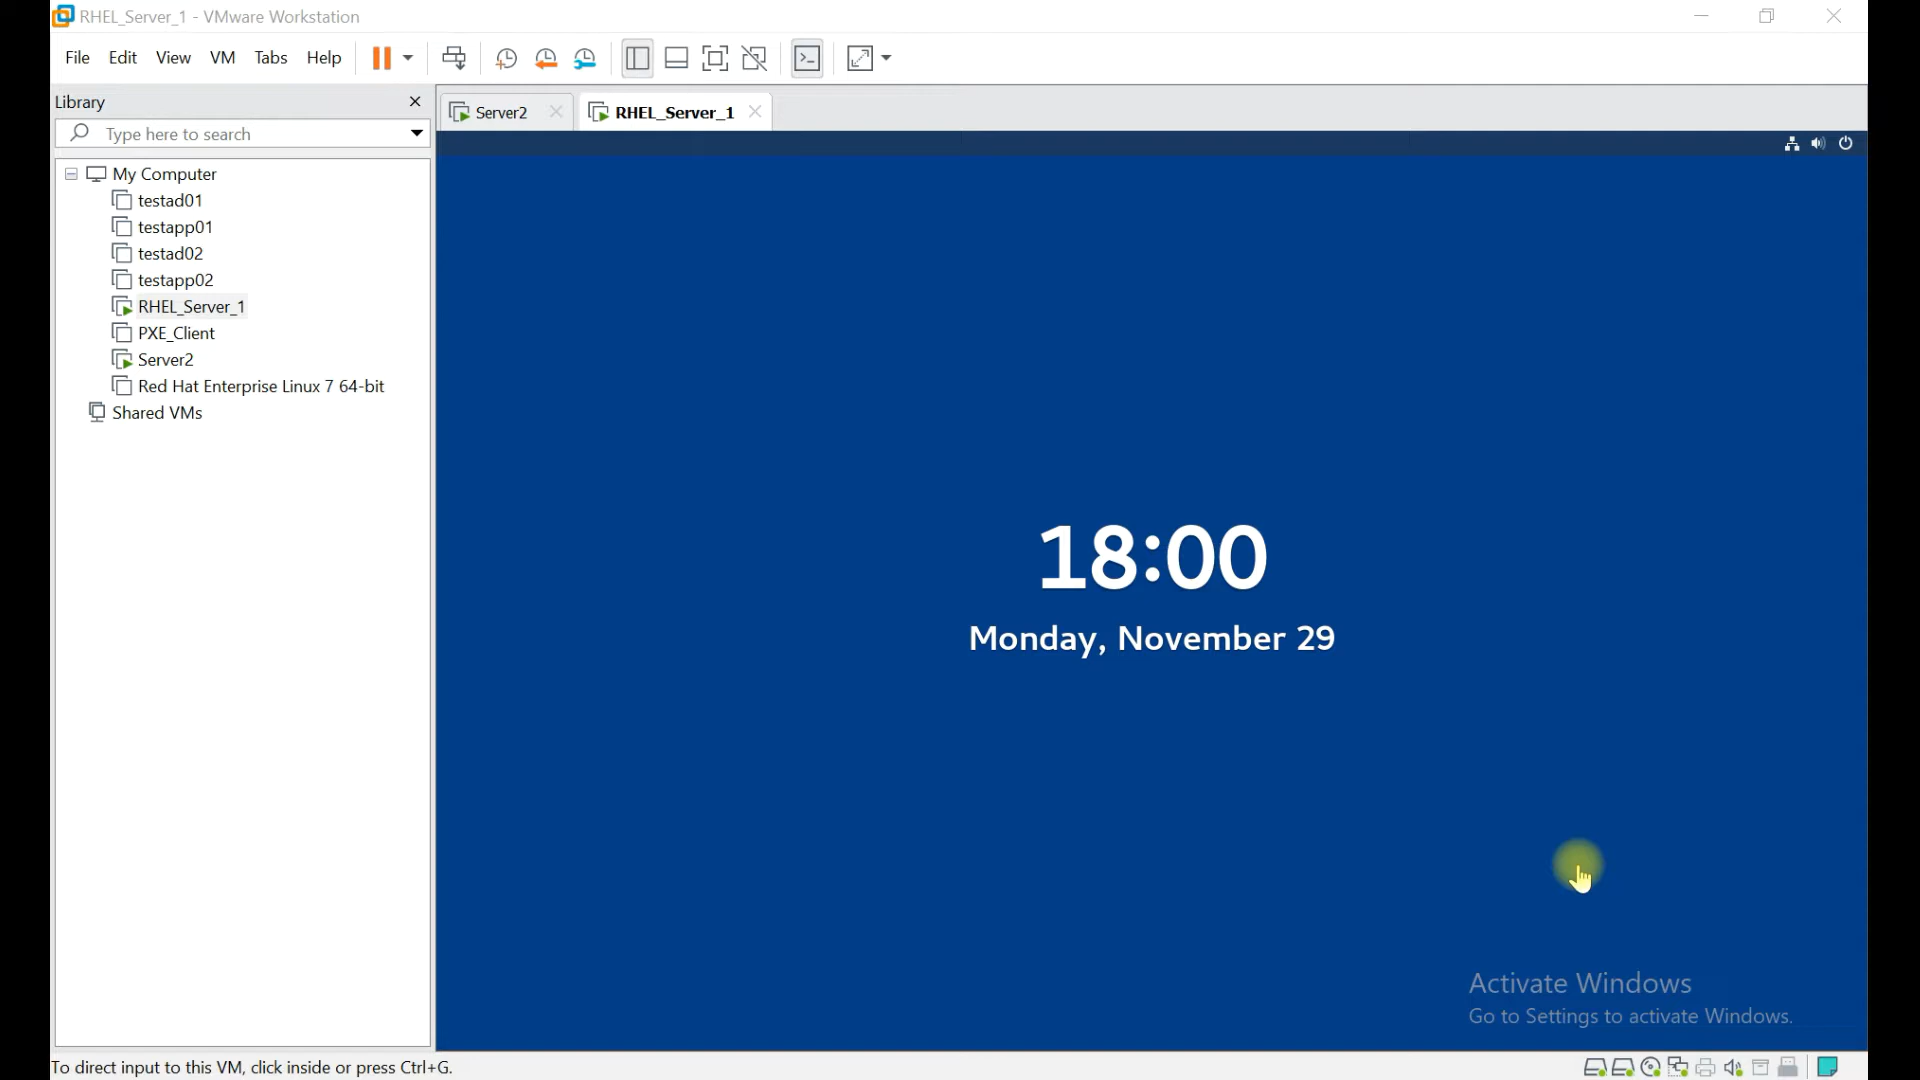 RHEL_Server_1 - VMware Workstation
File Edit View VM Tabs Help
Library
Type here to search
Server2 RHEL_Server_1
My Computer
testad01
testapp01
testad02
testapp02
RHEL_Server_1
PXE_Client
Server2
Red Hat Enterprise Linux 7 64-bit
Shared VMs
18:00
Monday, November 29
Activate Windows
Go to Settings to activate Windows.
To direct input to this VM, click inside or press Ctrl+G.